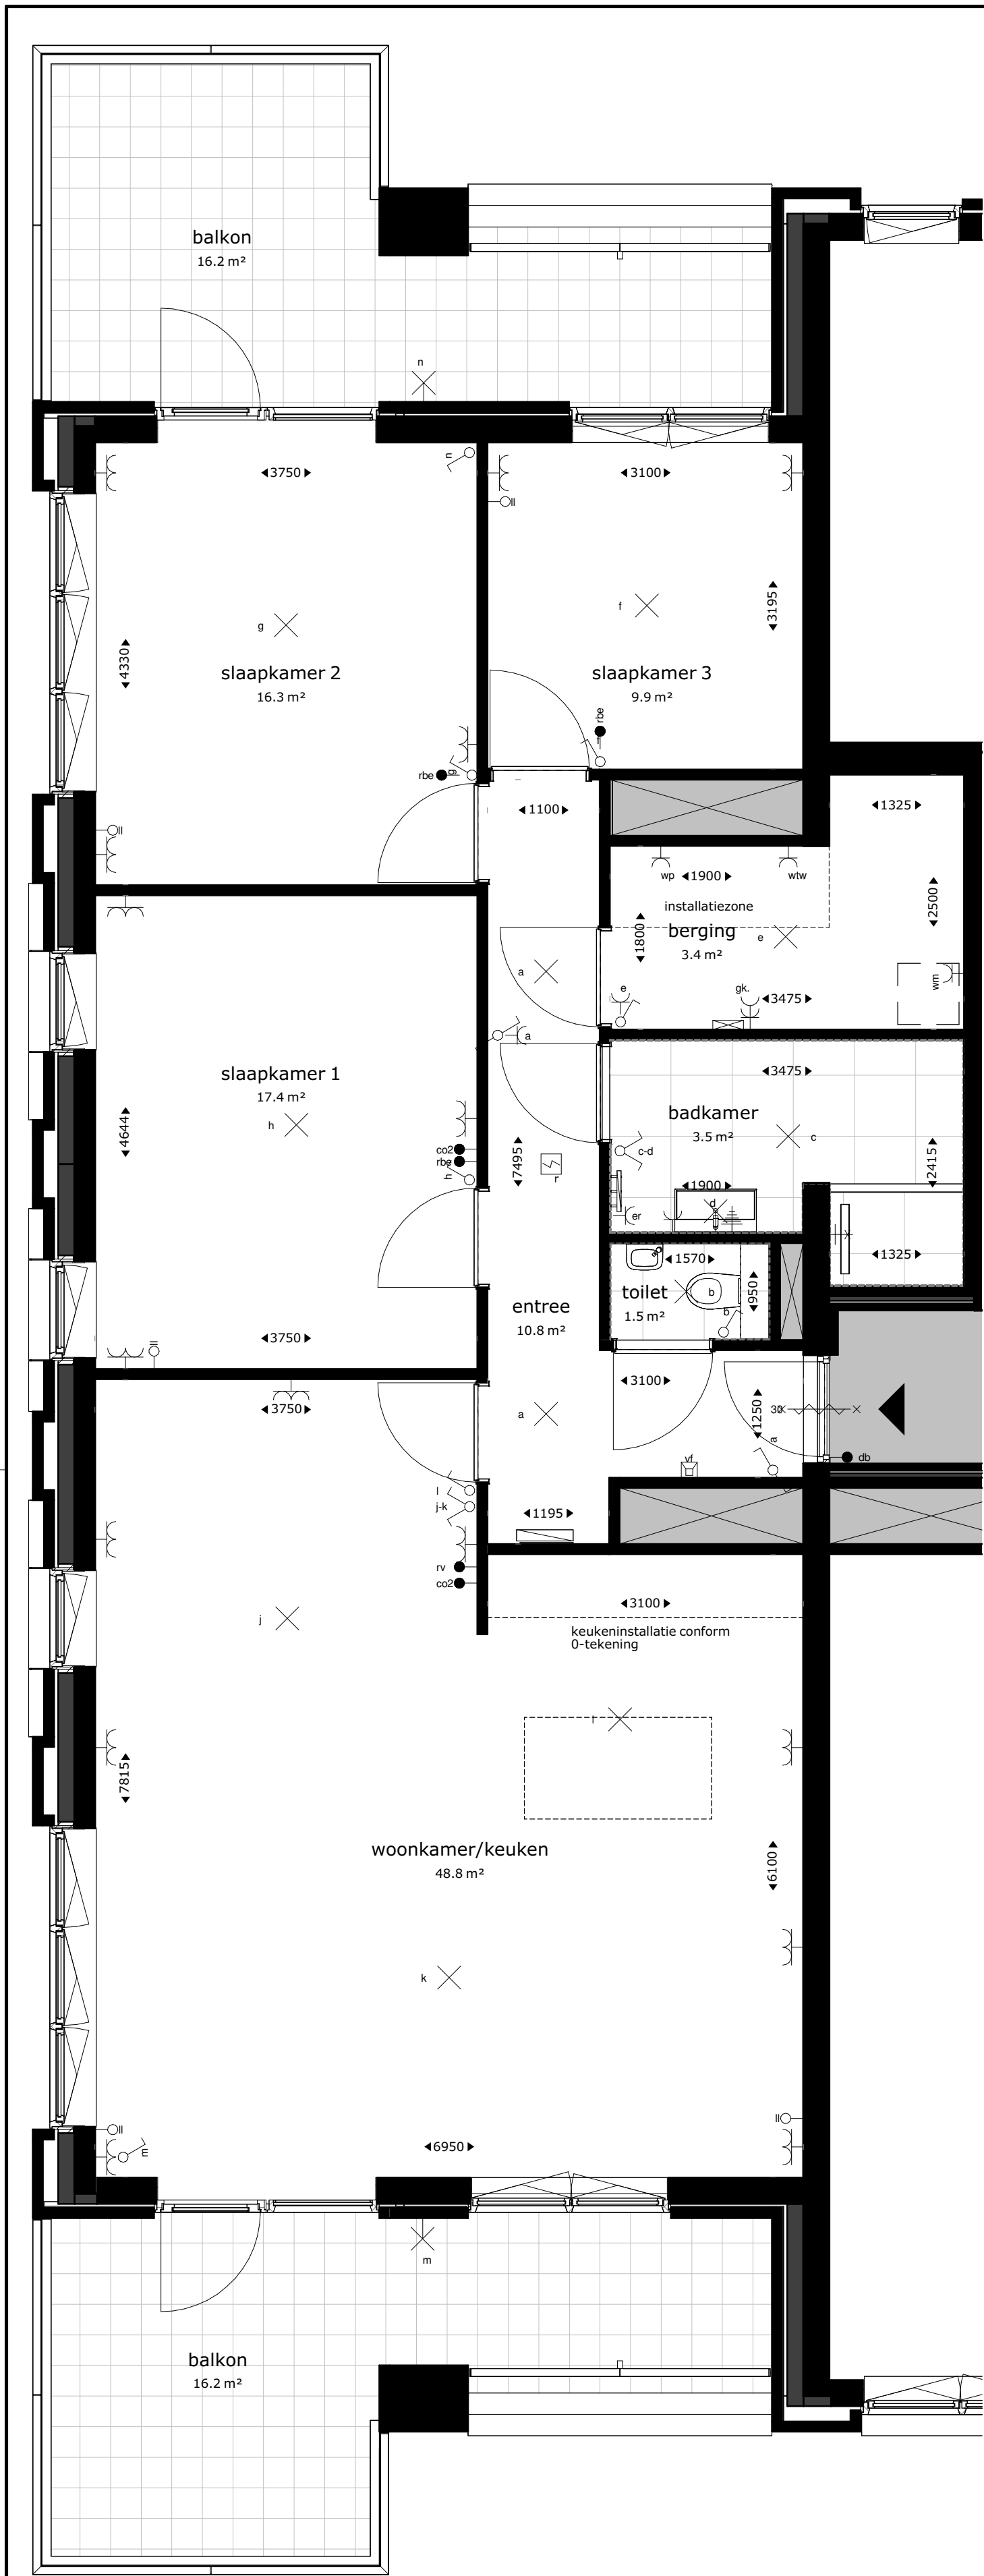 balkon
16.2 m²
n
3750
n
3100
g
4330
f
3195
slaapkamer 2
16.3 m²
slaapkamer 3
9.9 m²
rbe
f
rbe
g
1100
1325
wp
1900
wtw
installatiezone
berging
3.4 m²
1800
2500
e
a
e
gk.
3475
wm
a
slaapkamer 1
17.4 m²
h
4644
co2
rbe
h
7495
r
3475
badkamer
3.5 m²
c
c-d
2415
1900
d
er
1325
1570
toilet
1.5 m²
b
b
950
entree
10.8 m²
3750
3750
3100
a
1250
30
a
db
vf
l
j-k
1195
rv
co2
3100
keukeninstallatie conform
0-tekening
j
l
7815
woonkamer/keuken
48.8 m²
6100
k
m
6950
m
balkon
16.2 m²